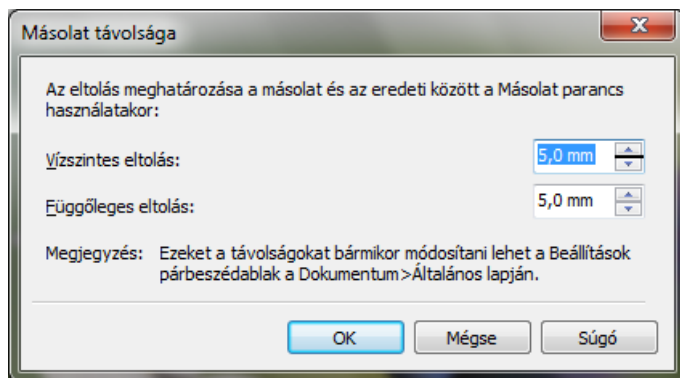 Másolat távolsága
Az eltolás meghatározása a másolat és az eredeti között a Másolat parancs
használatakor:
Vízszintes eltolás: 5,0 mm
Függőleges eltolás: 5,0 mm
Megjegyzés: Ezeket a távolságokat bármikor módosítani lehet a Beállítások
párbeszédablak a Dokumentum>Általános lapján.
OK Mégse Súgó